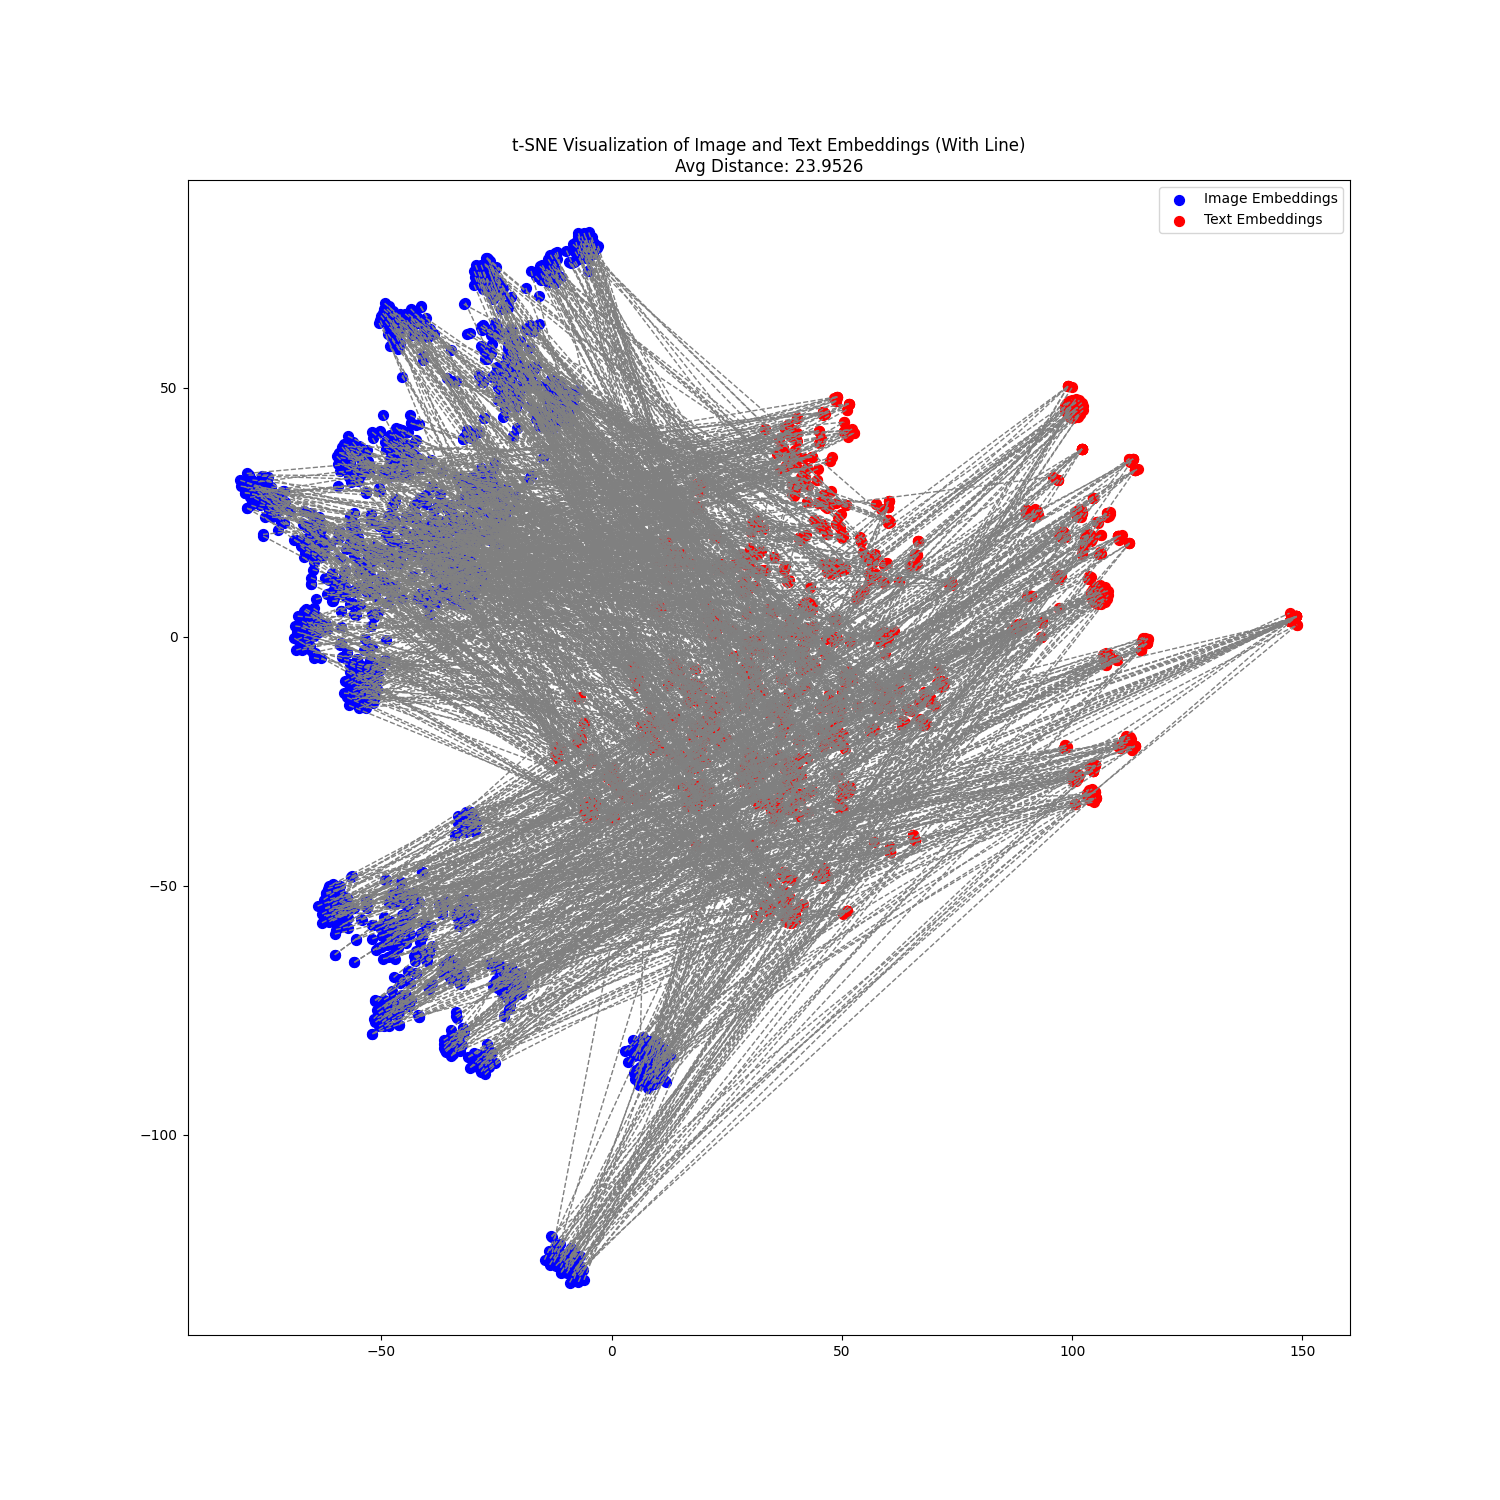 t-SNE Visualization of Image and Text Embeddings (With Line)
Avg Distance: 23.9526
Image Embeddings
Text Embeddings
50
0
−50
−100
−50
0
50
100
150